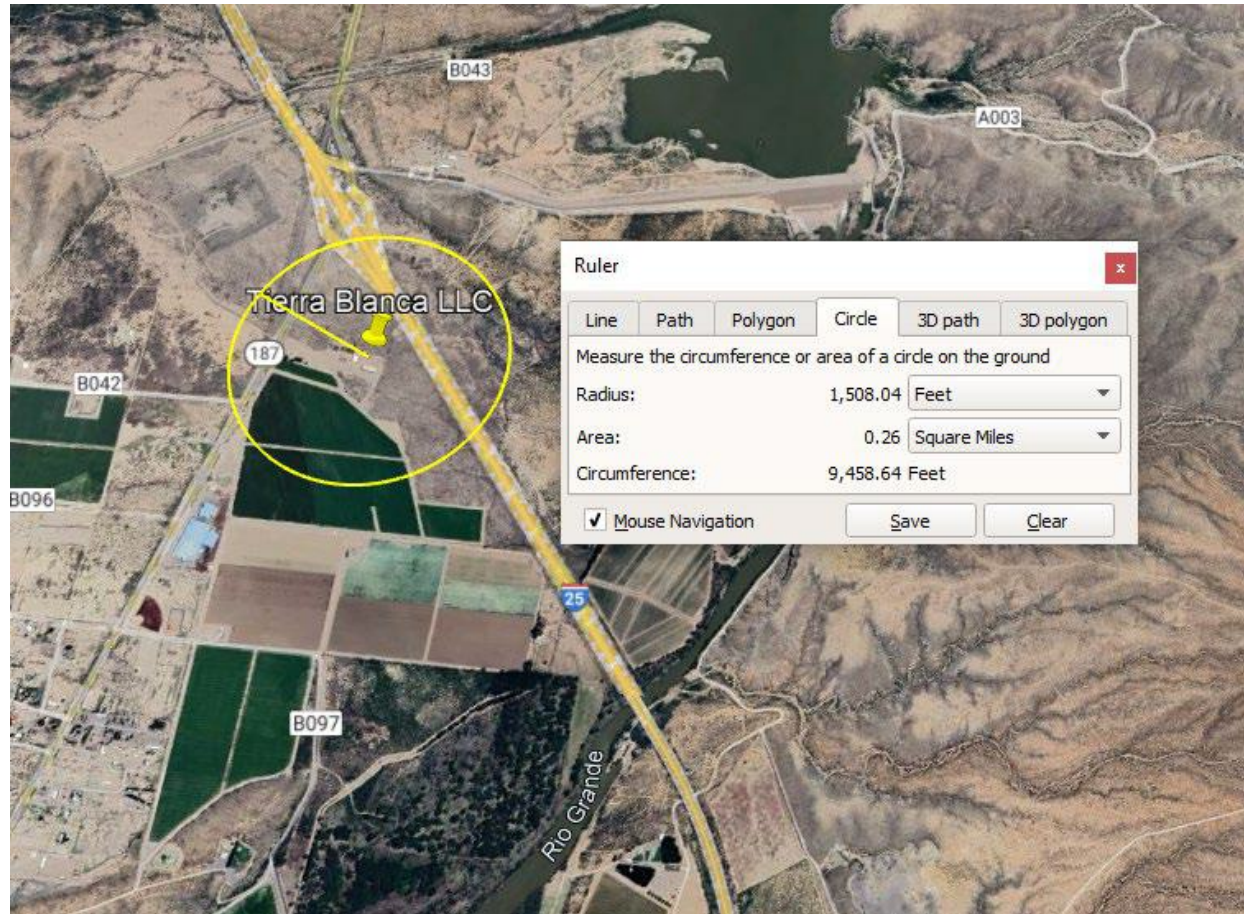 B043
A003
Ruler
x
Tierra Blanca LLC
Line Path Polygon Circle 3D path 3D polygon
187
Measure the circumference or area of a circle on the ground
B042
Radius: 1,508.04 Feet
Area: 0.26 Square Miles
Circumference: 9,458.64 Feet
B096
Mouse Navigation Save Clear
25
B097
Rio Grande